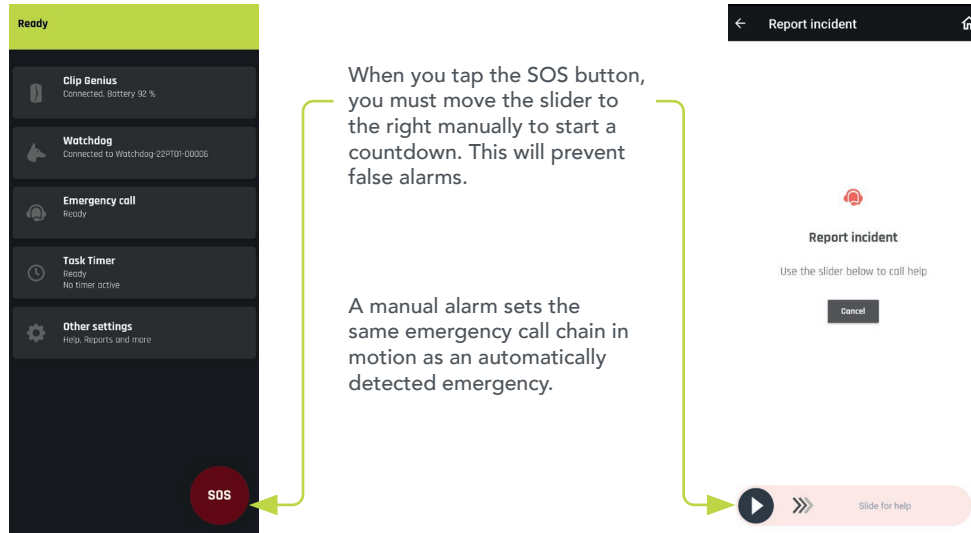 Ready
Clip Genius
Connected, Battery 92 %
Watchdog
Connected to Watchdog-22PT01-00006
Emergency call
Ready
Task Timer
Ready
No timer active
Other settings
Help, Reports and more
SOS
When you tap the SOS button,
you must move the slider to
the right manually to start a
countdown. This will prevent
false alarms.
A manual alarm sets the
same emergency call chain in
motion as an automatically
detected emergency.
Report incident
Report incident
Use the slider below to call help
Cancel
Slide for help